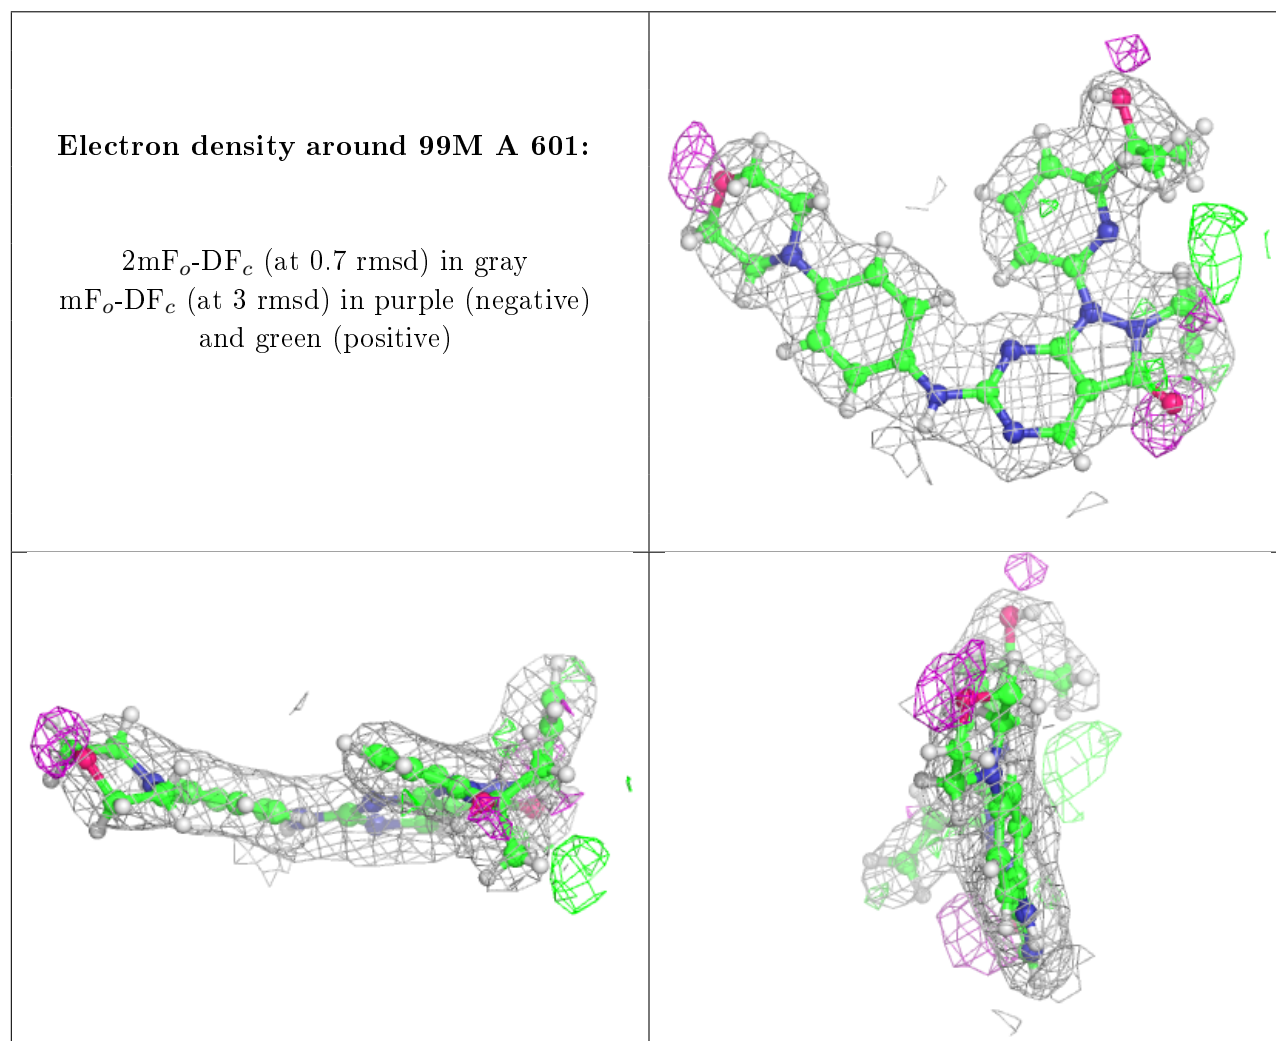 Electron density around 99M A 601:
2mFo-DFc (at 0.7 rmsd) in gray
mFo-DFc (at 3 rmsd) in purple (negative)
and green (positive)